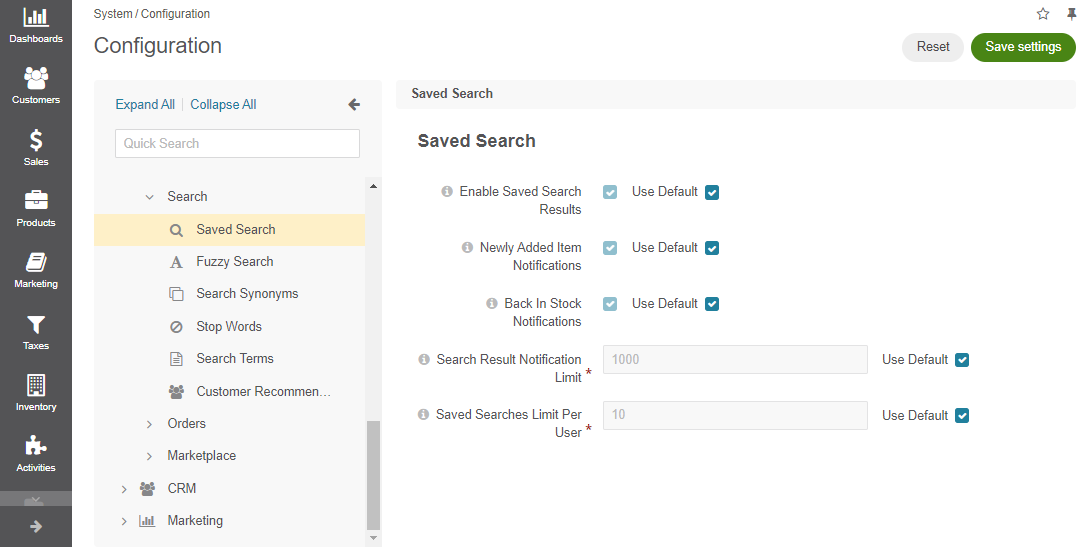 System / Configuration
Configuration
Reset
Save settings
Dashboards
Customers
Sales
Products
Marketing
Taxes
Inventory
Activities
Expand All
Collapse All
Quick Search
Search
Saved Search
Fuzzy Search
Search Synonyms
Stop Words
Search Terms
Customer Recommen...
Orders
Marketplace
CRM
Marketing
Saved Search
Saved Search
Enable Saved Search
Results
Use Default
Newly Added Item
Notifications
Use Default
Back In Stock
Notifications
Use Default
Search Result Notification
Limit *
1000
Use Default
Saved Searches Limit Per
User *
10
Use Default